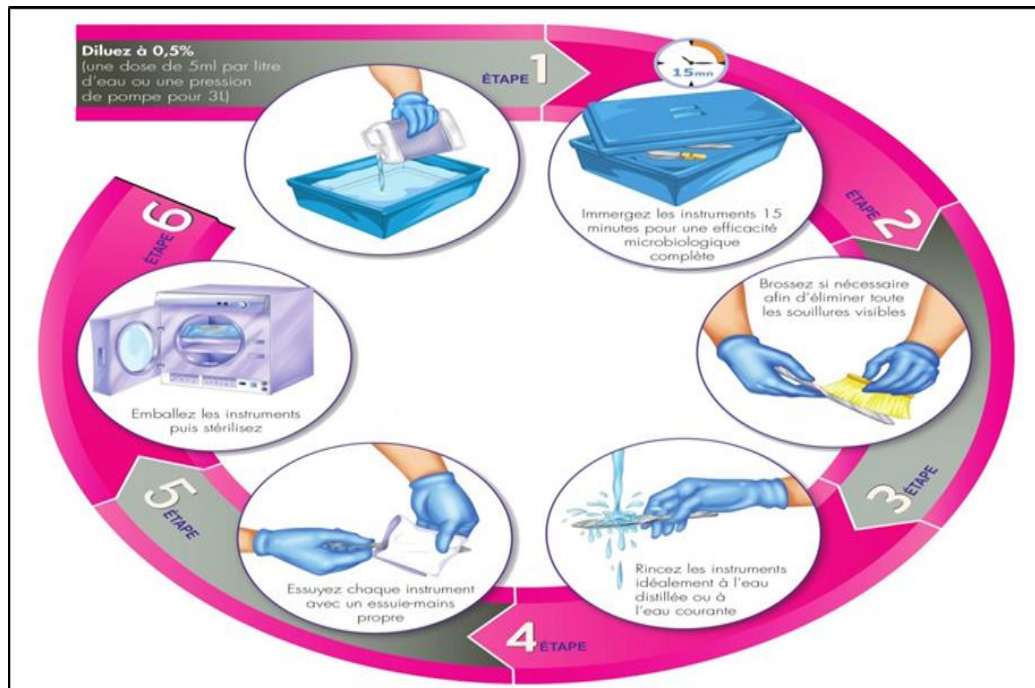 Diluez à 0,5%
(une dose de 5ml par litre
d'eau ou une pression
de pompe pour 3L)
ÉTAPE 1
15mn
Immergez les instruments 15
minutes pour une efficacité
microbiologique
complète
ÉTAPE 2
Brossez si nécessaire
afin d'éliminer toute
les souillures visibles
ÉTAPE 3
Rincez les instruments
idéalement à l'eau
distillée ou à
l'eau courante
4 ÉTAPE
Essuyez chaque instrument
avec un essuie-mains
propre
5 ÉTAPE
Emballez les instruments
puis stérilisez
6 ÉTAPE